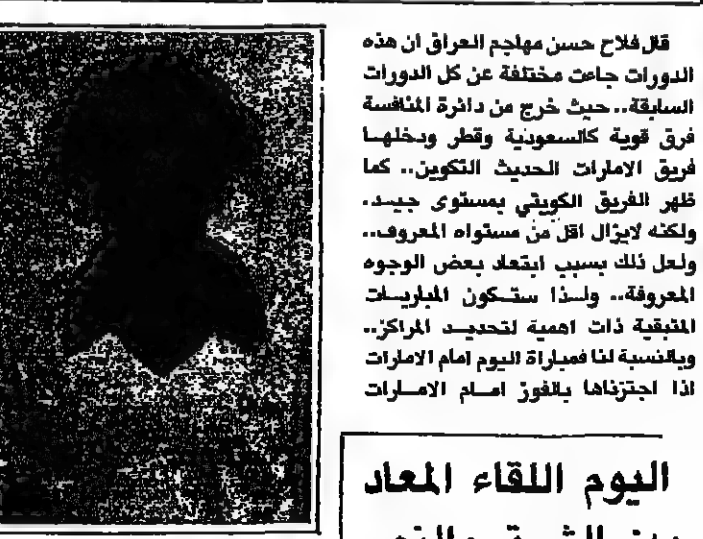 قال فلاح حسن مهاجم العراق ان هذه
الدورات جاءت مختلفة عن كل الدورات
السابقة.. حيث خرج من دائرة المنافسة
فرق قوية كالسعودية وقطر ودخلها
فريق الامارات الحديث التكوين.. كما
ظهر الفريق الكويتي بمستوى جيد.
ولكنه لايزال اقل من مستواه المعروف..
ولعل ذلك بسبب ابتعاد بعض الوجوه
المعروفة.. ولذا ستكون المباريات
المتبقية ذات اهمية لتحديد المراكز..
وبالنسبة لنا فمباراة اليوم امام الامارات
اذا اجتزناها بالفوز امام الامارات
اليوم اللقاء المعاد